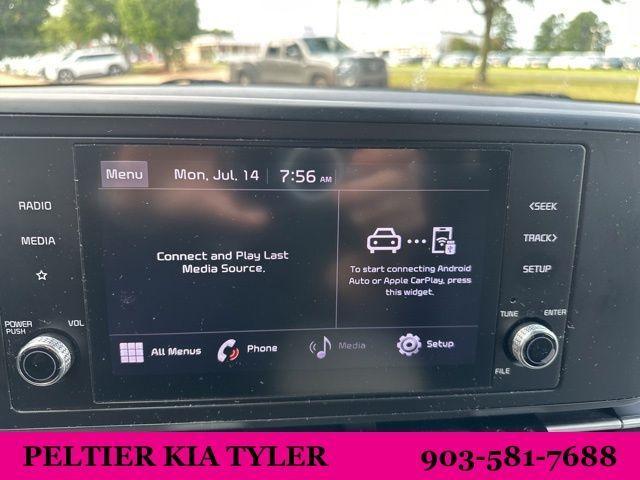 Menu Mon, Jul. 14 7:56 AM
RADIO
MEDIA
POWER
PUSH
VOL
Connect and Play Last
Media Source.
To start connecting Android
Auto or Apple CarPlay, press
this widget.
All Menus Phone Media Setup
<SEEK
TRACK>
SETUP
TUNE ENTER
FILE
PELTIER KIA TYLER 903-581-7688